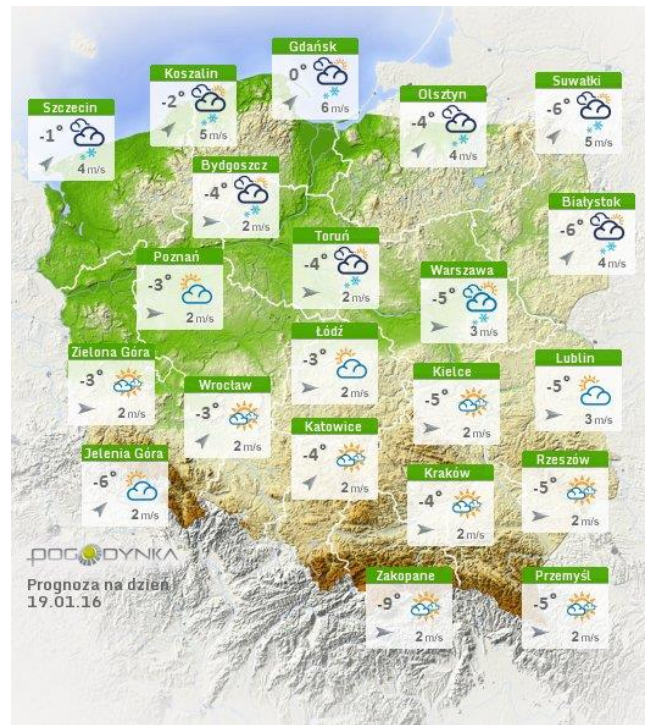 Gdańsk
0°
6 m/s
Koszalin
-2°
5 m/s
Suwałki
-6°
5 m/s
Olsztyn
-4°
4 m/s
Szczecin
-1°
4 m/s
Bydgoszcz
-4°
2 m/s
Białystok
-6°
4 m/s
Toruń
-4°
2 m/s
Poznań
-3°
2 m/s
Warszawa
-5°
3 m/s
Łódź
-3°
2 m/s
Zielona Góra
-3°
2 m/s
Lublin
-5°
3 m/s
Kielce
-5°
2 m/s
Wrocław
-3°
2 m/s
Katowice
-4°
2 m/s
Jelenia Góra
-6°
2 m/s
Rzeszów
-5°
2 m/s
Kraków
-4°
2 m/s
POGODYNKA
Prognoza na dzień
19.01.16
Zakopane
-9°
2 m/s
Przemyśl
-5°
2 m/s